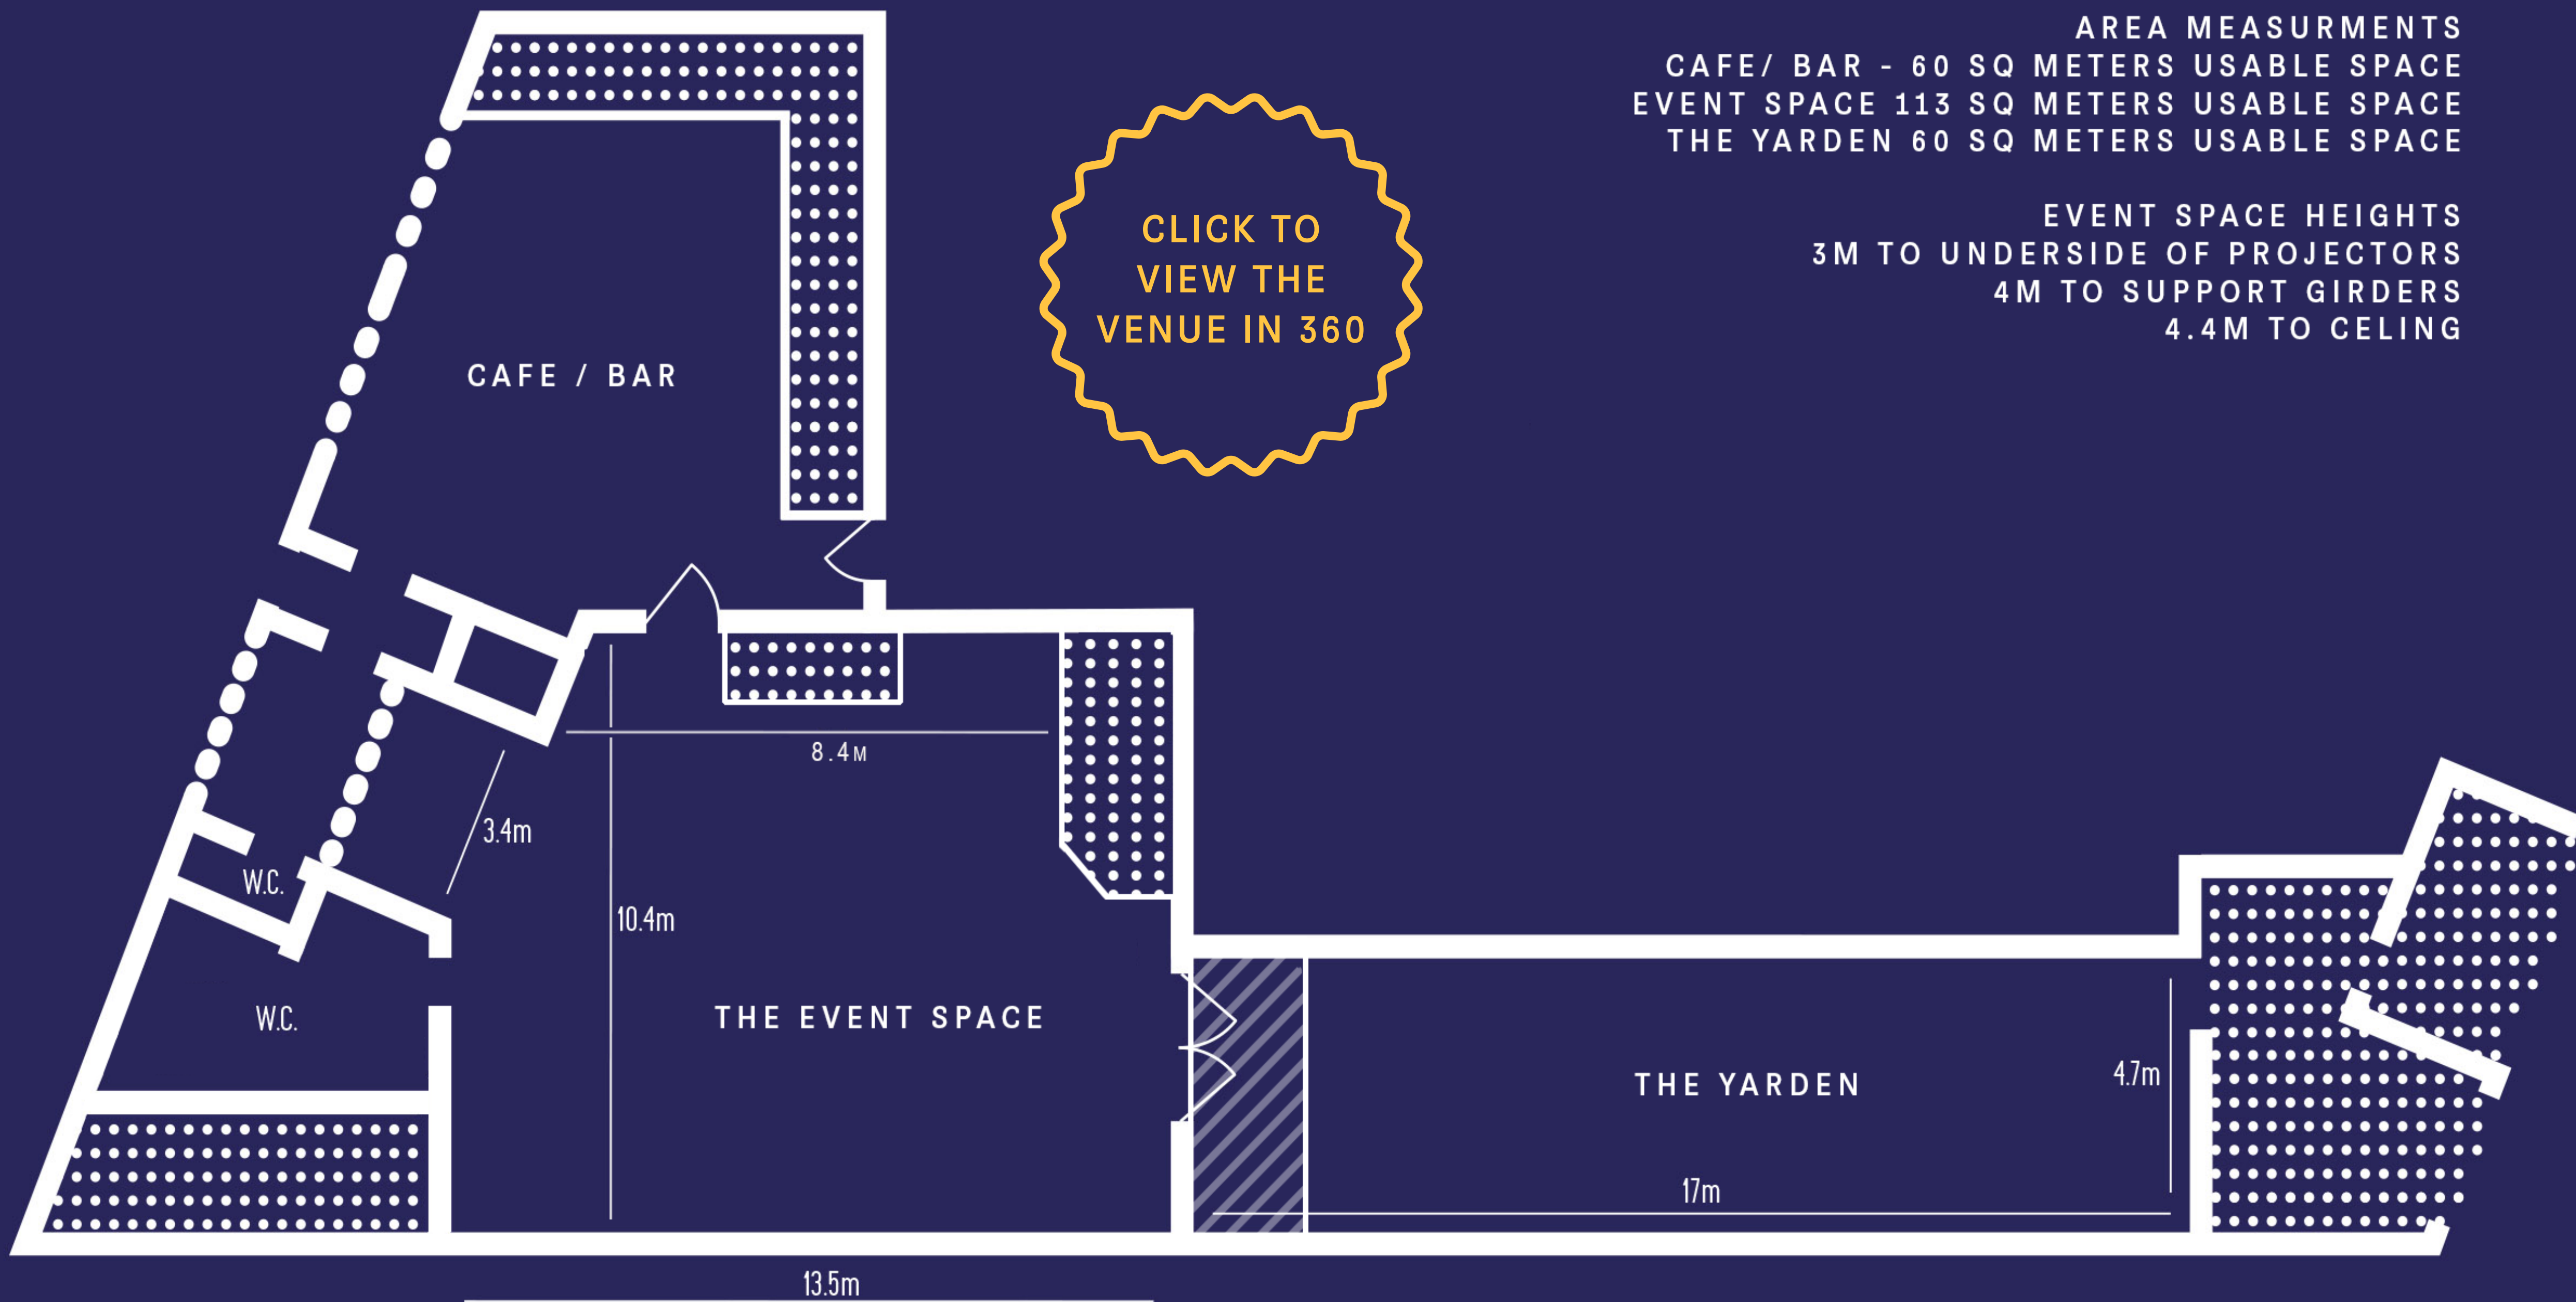 AREA MEASURMENTS
CAFE/ BAR - 60 SQ METERS USABLE SPACE
EVENT SPACE 113 SQ METERS USABLE SPACE
THE YARDEN 60 SQ METERS USABLE SPACE
EVENT SPACE HEIGHTS
3M TO UNDERSIDE OF PROJECTORS
4M TO SUPPORT GIRDERS
4.4M TO CELING
CLICK TO
VIEW THE
VENUE IN 360
CAFE / BAR
8.4M
3.4m
W.C.
10.4m
W.C.
THE EVENT SPACE
THE YARDEN
4.7m
17m
13.5m